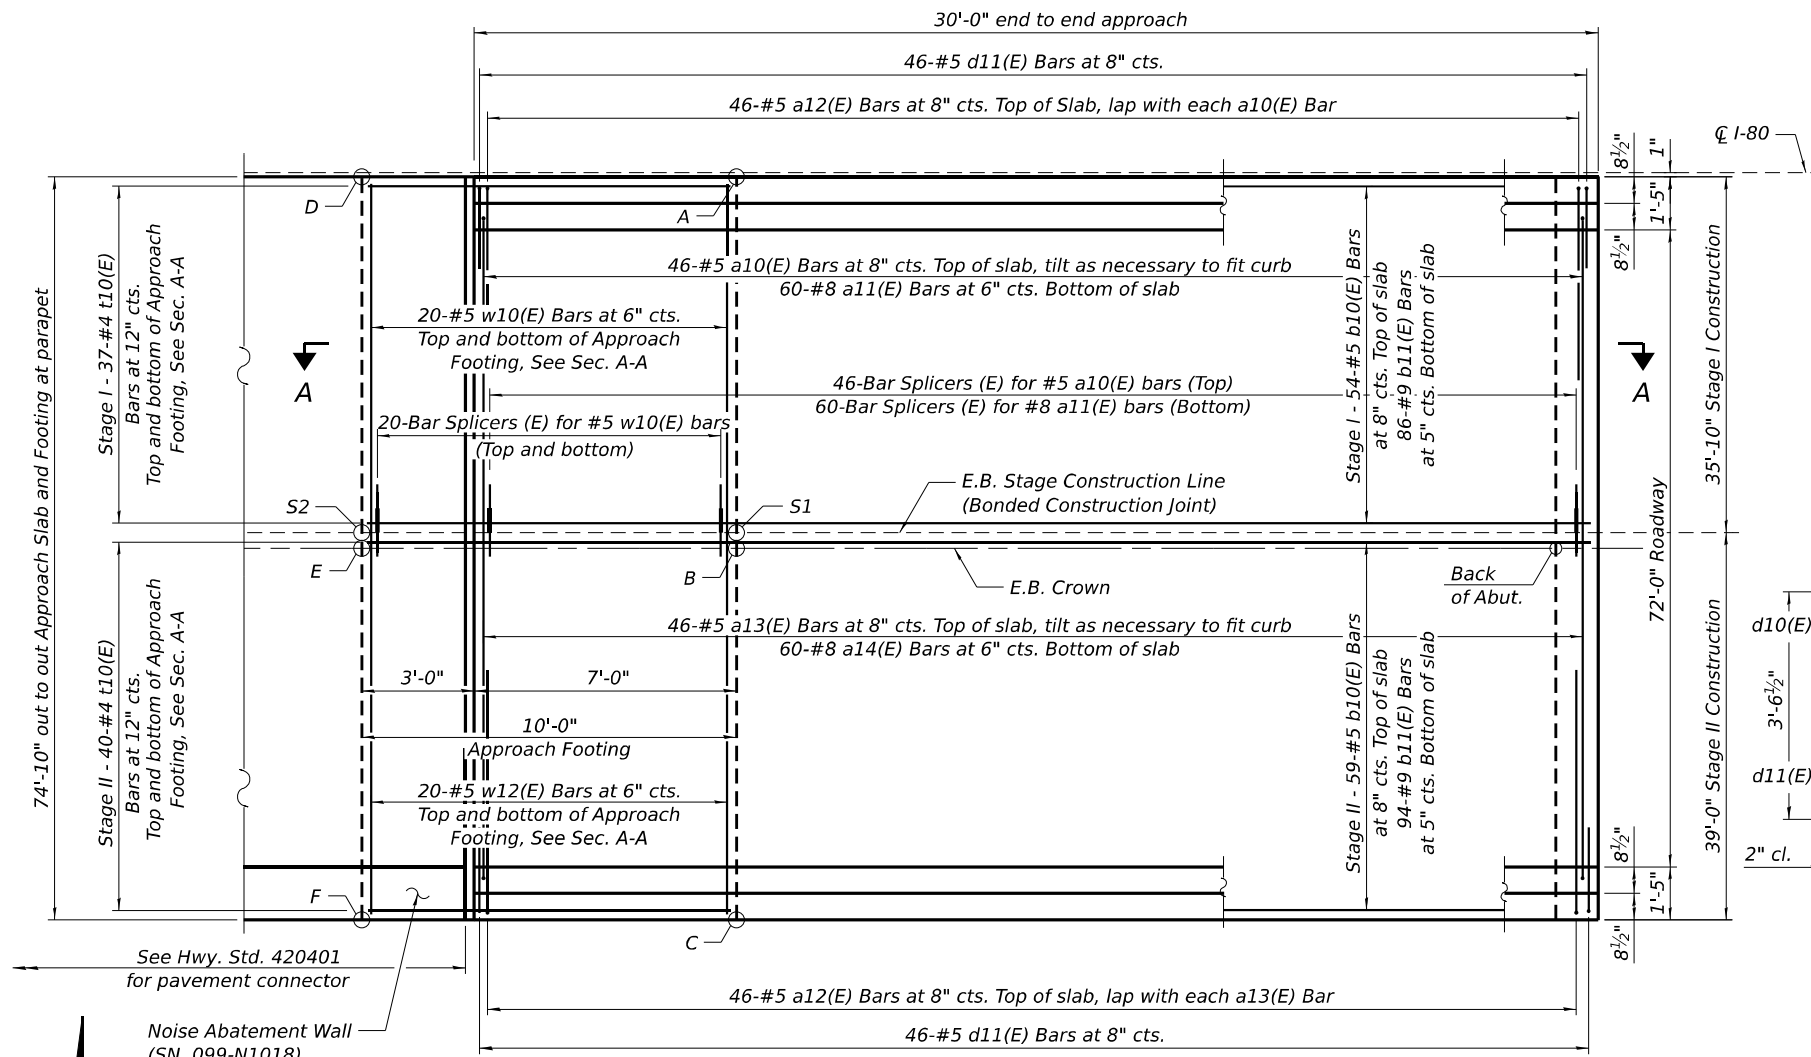 30'-0" end to end approach
46-#5 d11(E) Bars at 8" cts.
46-#5 a12(E) Bars at 8" cts. Top of Slab, lap with each a10(E) Bar
℄ I-80
8½"
1"
1'-5"
8½"
D
A
46-#5 a10(E) Bars at 8" cts. Top of slab, tilt as necessary to fit curb
60-#8 a11(E) Bars at 6" cts. Bottom of slab
20-#5 w10(E) Bars at 6" cts.
Top and bottom of Approach
Footing, See Sec. A-A
A
A
46-Bar Splicers (E) for #5 a10(E) bars (Top)
60-Bar Splicers (E) for #8 a11(E) bars (Bottom)
20-Bar Splicers (E) for #5 w10(E) bars
(Top and bottom)
Stage I - 37-#4 t10(E)
Bars at 12" cts.
Top and bottom of Approach
Footing, See Sec. A-A
Stage I - 54-#5 b10(E) Bars
at 8" cts. Top of slab
86-#9 b11(E) Bars
at 5" cts. Bottom of slab
35'-10" Stage I Construction
74'-10" out to out Approach Slab and Footing at parapet
72'-0" Roadway
E.B. Stage Construction Line
(Bonded Construction Joint)
S2
S1
E
B
E.B. Crown
Back
of Abut.
46-#5 a13(E) Bars at 8" cts. Top of slab, tilt as necessary to fit curb
60-#8 a14(E) Bars at 6" cts. Bottom of slab
3'-0"
7'-0"
10'-0"
Approach Footing
20-#5 w12(E) Bars at 6" cts.
Top and bottom of Approach
Footing, See Sec. A-A
Stage II - 40-#4 t10(E)
Bars at 12" cts.
Top and bottom of Approach
Footing, See Sec. A-A
Stage II - 59-#5 b10(E) Bars
at 8" cts. Top of slab
94-#9 b11(E) Bars
at 5" cts. Bottom of slab
39'-0" Stage II Construction
d10(E)
3'-6½"
d11(E)
2" cl.
8½"
1'-5"
8½"
F
C
See Hwy. Std. 420401
for pavement connector
46-#5 a12(E) Bars at 8" cts. Top of slab, lap with each a13(E) Bar
46-#5 d11(E) Bars at 8" cts.
Noise Abatement Wall
(SN. 099-N1018)